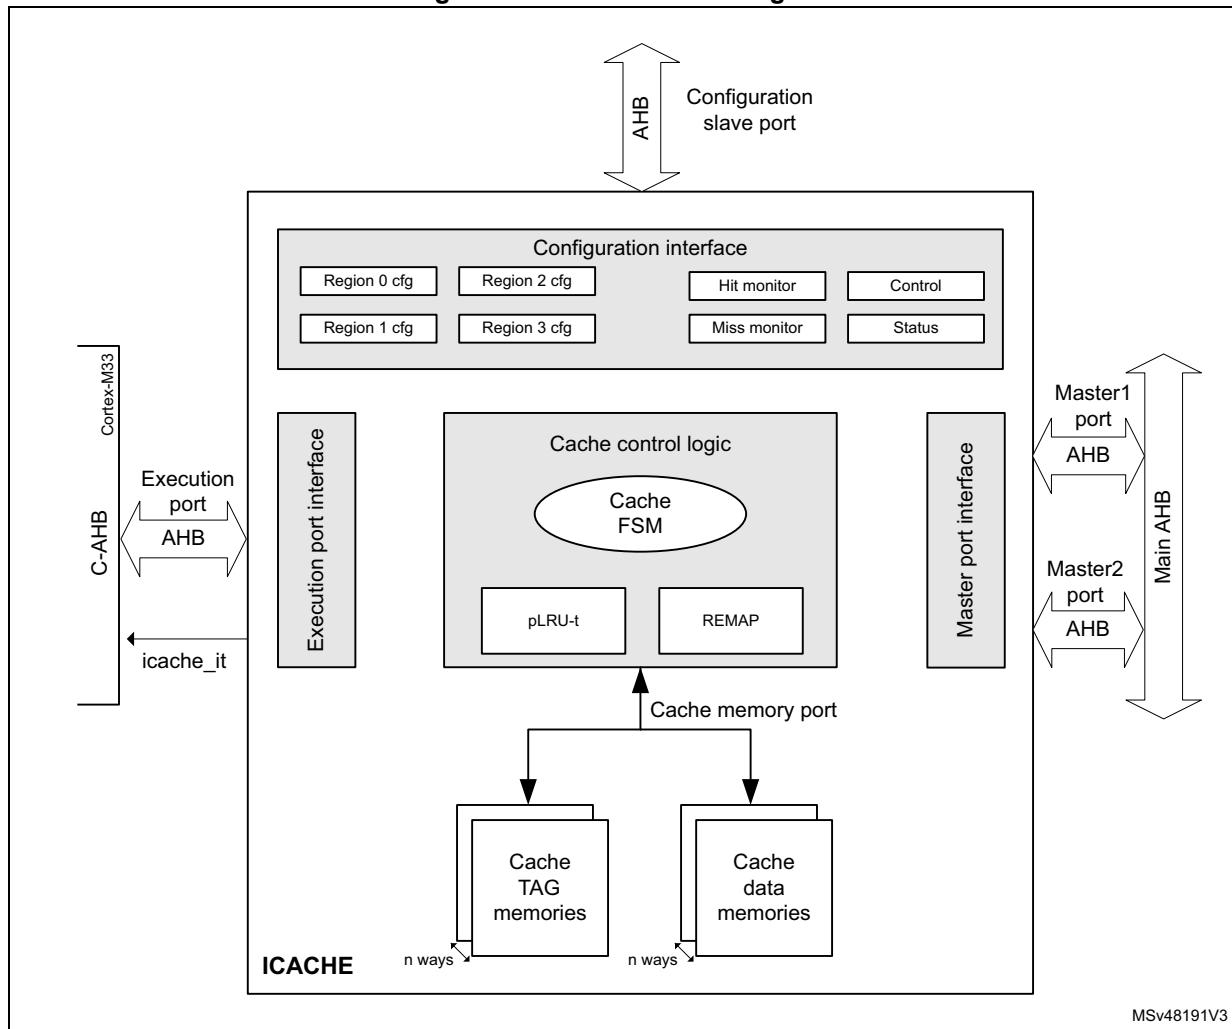 Configuration
slave port
AHB
Configuration interface
Region 0 cfg
Region 2 cfg
Hit monitor
Control
Region 1 cfg
Region 3 cfg
Miss monitor
Status
Cortex-M33
C-AHB
Execution
port
AHB
icache_it
Execution port interface
Cache control logic
Cache
FSM
pLRU-t
REMAP
Master port interface
Master1
port
AHB
Master2
port
AHB
Main AHB
Cache memory port
Cache
TAG
memories
n ways
Cache
data
memories
n ways
ICACHE
MSv48191V3